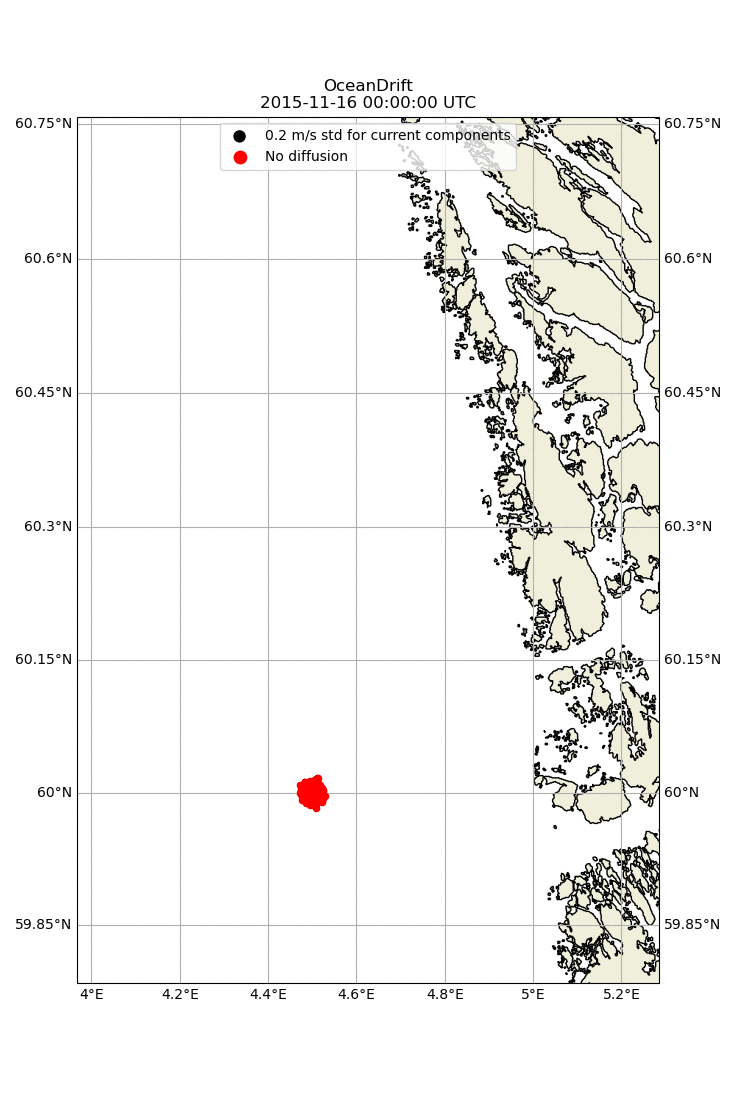 OceanDrift
2015-11-16 00:00:00 UTC
60.75°N
60.75°N
0.2 m/s std for current components
No diffusion
60.6°N
60.6°N
60.45°N
60.45°N
60.3°N
60.3°N
60.15°N
60.15°N
60°N
60°N
59.85°N
59.85°N
4°E
4.2°E
4.4°E
4.6°E
4.8°E
5°E
5.2°E